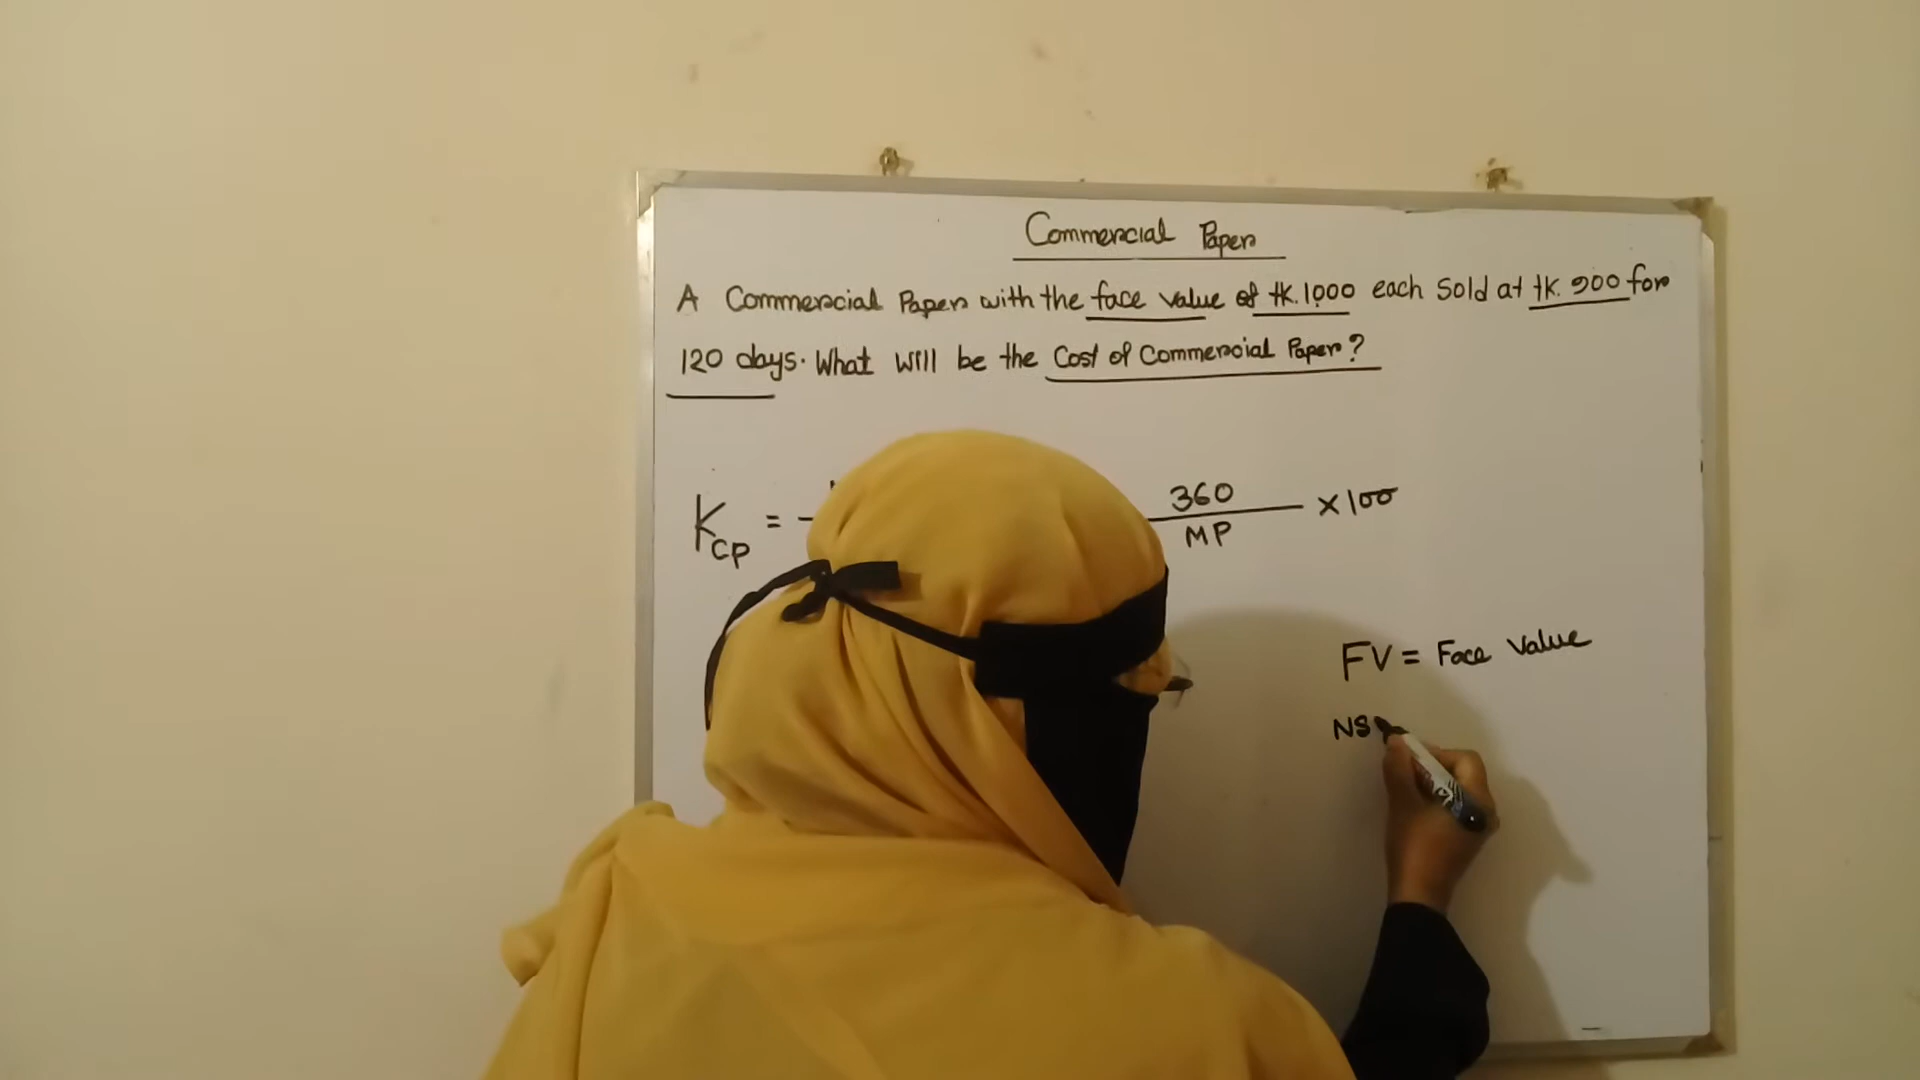 Commercial Paper
A Commercial Paper with the face value of tk. 1000 each Sold at tk. 900 for
120 days. What will be the Cost of Commercial Paper?
K CP = 360 / MP × 100
FV = Face Value
NS